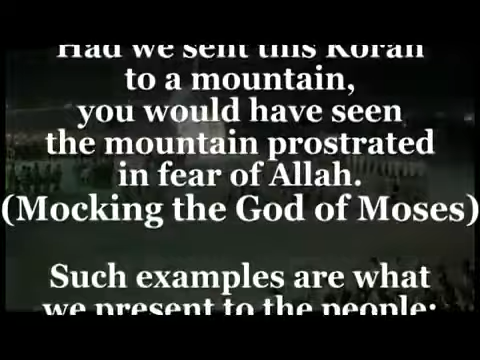 Had we sent this Koran
to a mountain,
you would have seen
the mountain prostrated
in fear of Allah.
(Mocking the God of Moses)
Such examples are what
we present to the people: